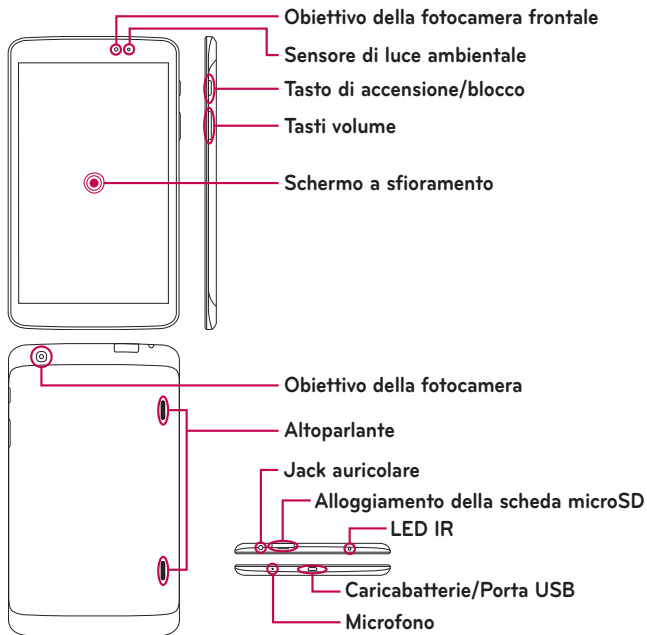 Obiettivo della fotocamera frontale
Sensore di luce ambientale
Tasto di accensione/blocco
Tasti volume
Schermo a sfioramento
Obiettivo della fotocamera
Altoparlante
Jack auricolare
Alloggiamento della scheda microSD
LED IR
Caricabatterie/Porta USB
Microfono